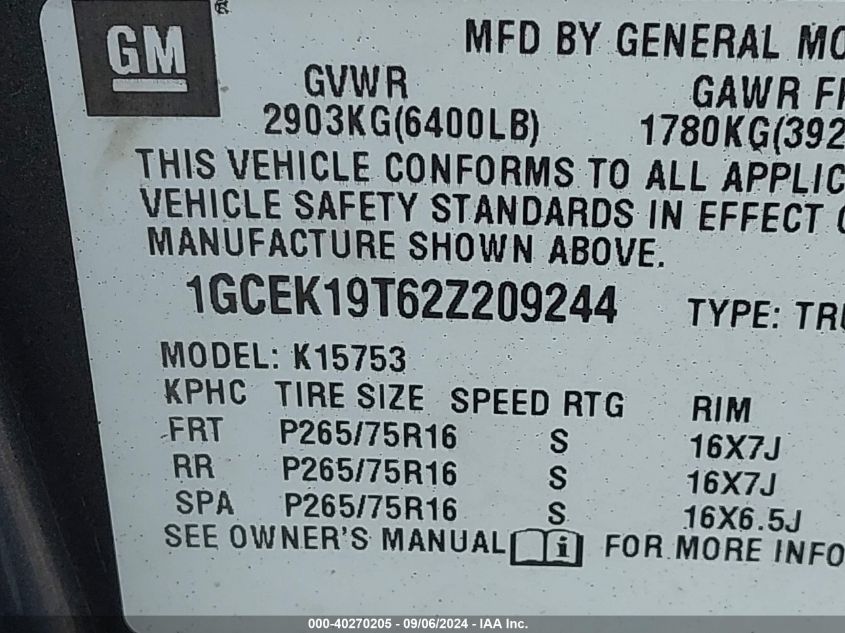 GM ®
MFD BY GENERAL MO
GVWR GAWR F
2903KG(6400LB) 1780KG(392
THIS VEHICLE CONFORMS TO ALL APPLIC
VEHICLE SAFETY STANDARDS IN EFFECT
MANUFACTURE SHOWN ABOVE.
1GCEK19T62Z209244 TYPE: TRU
MODEL: K15753
KPHC TIRE SIZE SPEED RTG RIM
FRT P265/75R16 S 16X7J
RR P265/75R16 S 16X7J
SPA P265/75R16 S 16X6.5J
SEE OWNER'S MANUAL i FOR MORE INFO
000-40270205 - 09/06/2024 - IAA Inc.